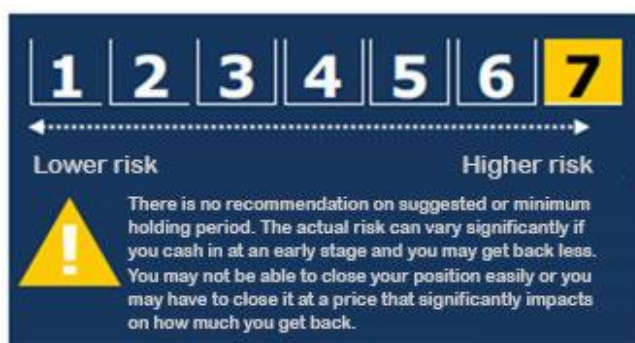 1 2 3 4 5 6 7
Lower risk Higher risk
! There is no recommendation on suggested or minimum
holding period. The actual risk can vary significantly if
you cash in at an early stage and you may get back less.
You may not be able to close your position easily or you
may have to close it at a price that significantly impacts
on how much you get back.